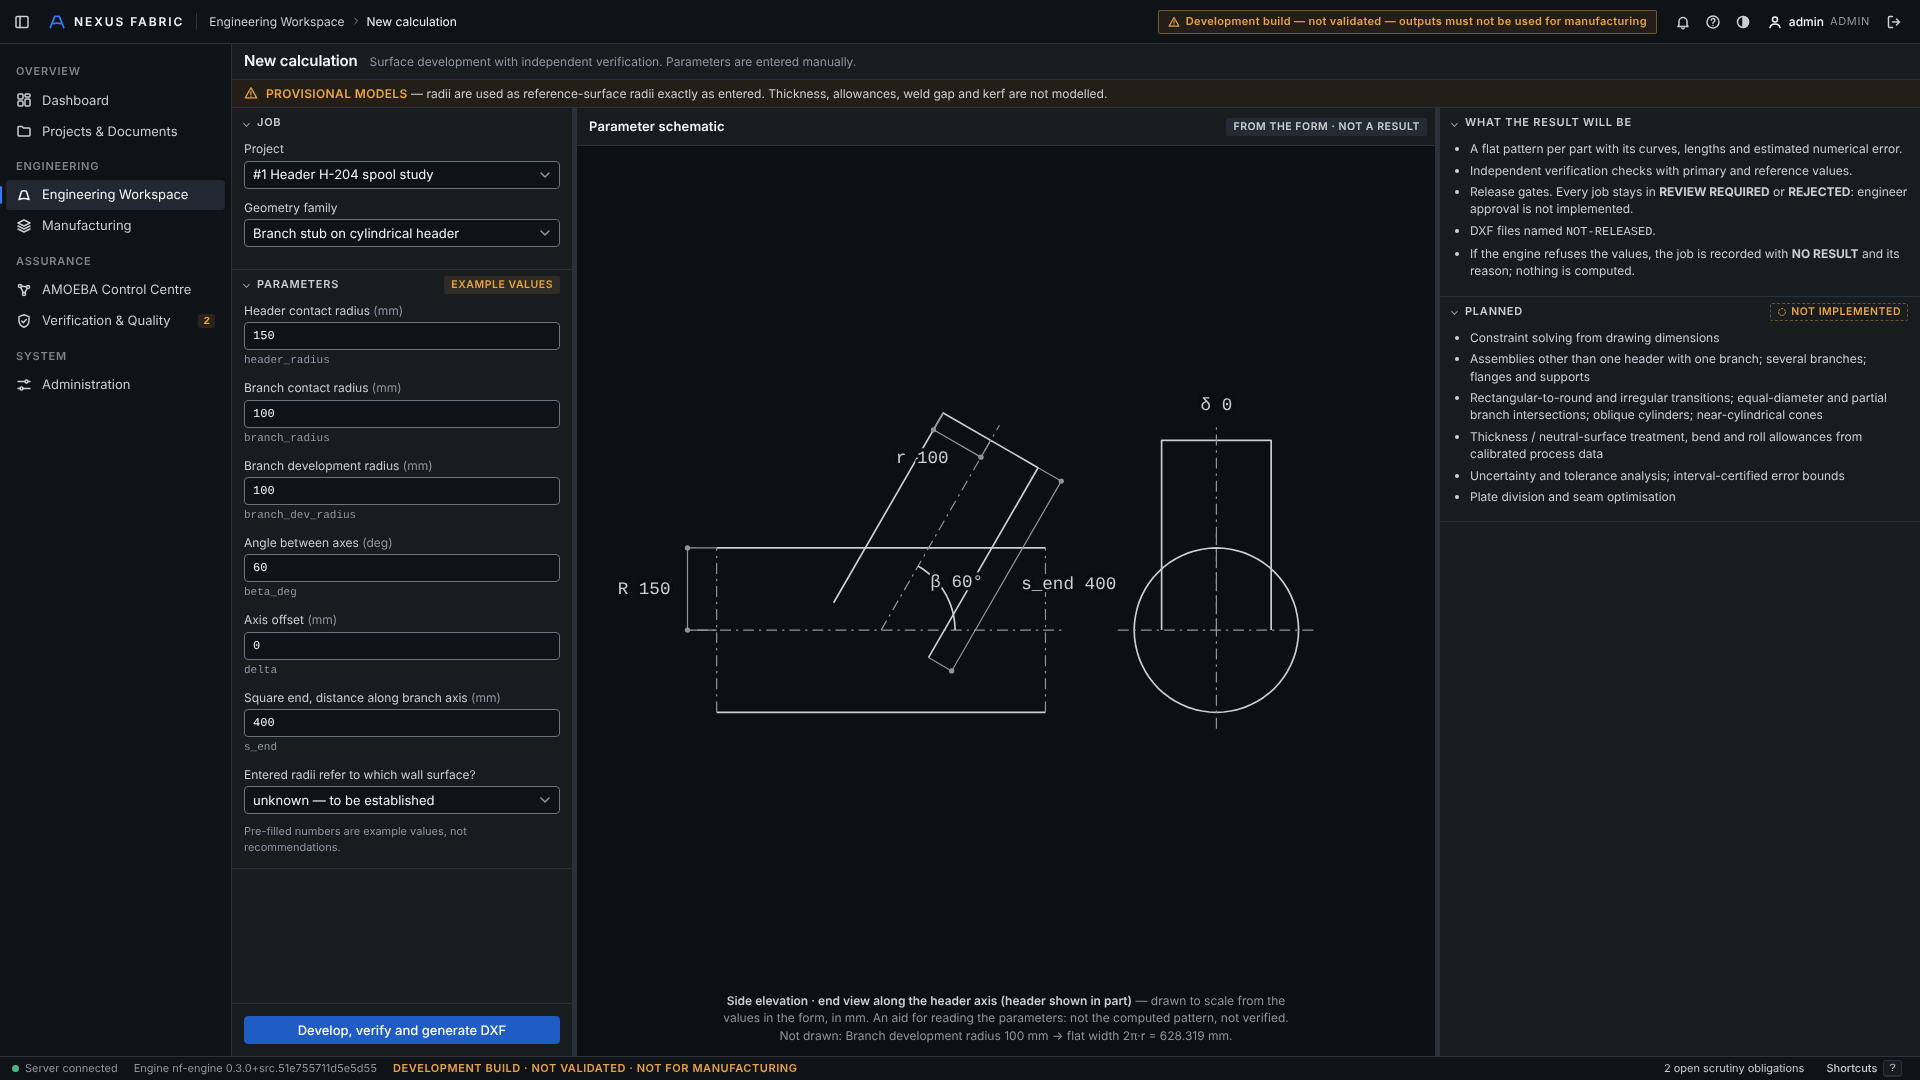 NEXUS FABRIC
Engineering Workspace
New calculation
Development build — not validated — outputs must not be used for manufacturing
admin ADMIN
OVERVIEW
Dashboard
Projects & Documents
ENGINEERING
Engineering Workspace
Manufacturing
ASSURANCE
AMOEBA Control Centre
Verification & Quality 2
SYSTEM
Administration
New calculation Surface development with independent verification. Parameters are entered manually.
PROVISIONAL MODELS — radii are used as reference-surface radii exactly as entered. Thickness, allowances, weld gap and kerf are not modelled.
JOB
Project
#1 Header H-204 spool study
Geometry family
Branch stub on cylindrical header
PARAMETERS EXAMPLE VALUES
Header contact radius (mm)
150
header_radius
Branch contact radius (mm)
100
branch_radius
Branch development radius (mm)
100
branch_dev_radius
Angle between axes (deg)
60
beta_deg
Axis offset (mm)
0
delta
Square end, distance along branch axis (mm)
400
s_end
Entered radii refer to which wall surface?
unknown — to be established
Pre-filled numbers are example values, not
recommendations.
Develop, verify and generate DXF
Parameter schematic FROM THE FORM · NOT A RESULT
δ 0
r 100
R 150
β 60°
s_end 400
Side elevation · end view along the header axis (header shown in part) — drawn to scale from the
values in the form, in mm. An aid for reading the parameters: not the computed pattern, not verified.
Not drawn: Branch development radius 100 mm → flat width 2π·r = 628.319 mm.
WHAT THE RESULT WILL BE
A flat pattern per part with its curves, lengths and estimated numerical error.
Independent verification checks with primary and reference values.
Release gates. Every job stays in REVIEW REQUIRED or REJECTED: engineer
approval is not implemented.
DXF files named NOT-RELEASED.
If the engine refuses the values, the job is recorded with NO RESULT and its
reason; nothing is computed.
PLANNED NOT IMPLEMENTED
Constraint solving from drawing dimensions
Assemblies other than one header with one branch; several branches;
flanges and supports
Rectangular-to-round and irregular transitions; equal-diameter and partial
branch intersections; oblique cylinders; near-cylindrical cones
Thickness / neutral-surface treatment, bend and roll allowances from
calibrated process data
Uncertainty and tolerance analysis; interval-certified error bounds
Plate division and seam optimisation
Server connected Engine nf-engine 0.3.0+src.51e755711d5e5d55 DEVELOPMENT BUILD · NOT VALIDATED · NOT FOR MANUFACTURING
2 open scrutiny obligations Shortcuts ?